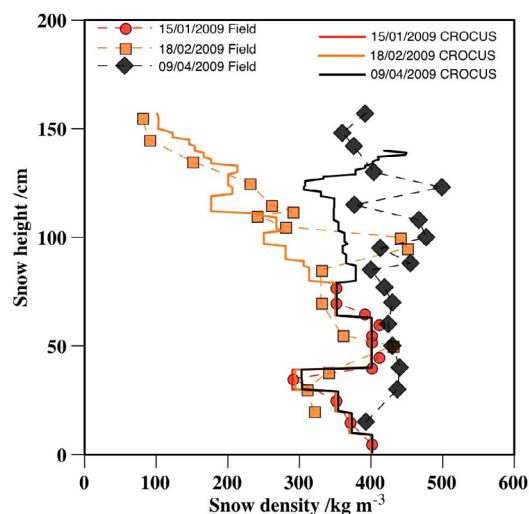 200
15/01/2009 Field
18/02/2009 Field
09/04/2009 Field
15/01/2009 CROCUS
18/02/2009 CROCUS
09/04/2009 CROCUS
150
100
50
0
Snow height /cm
0 100 200 300 400 500 600
Snow density /kg m⁻³